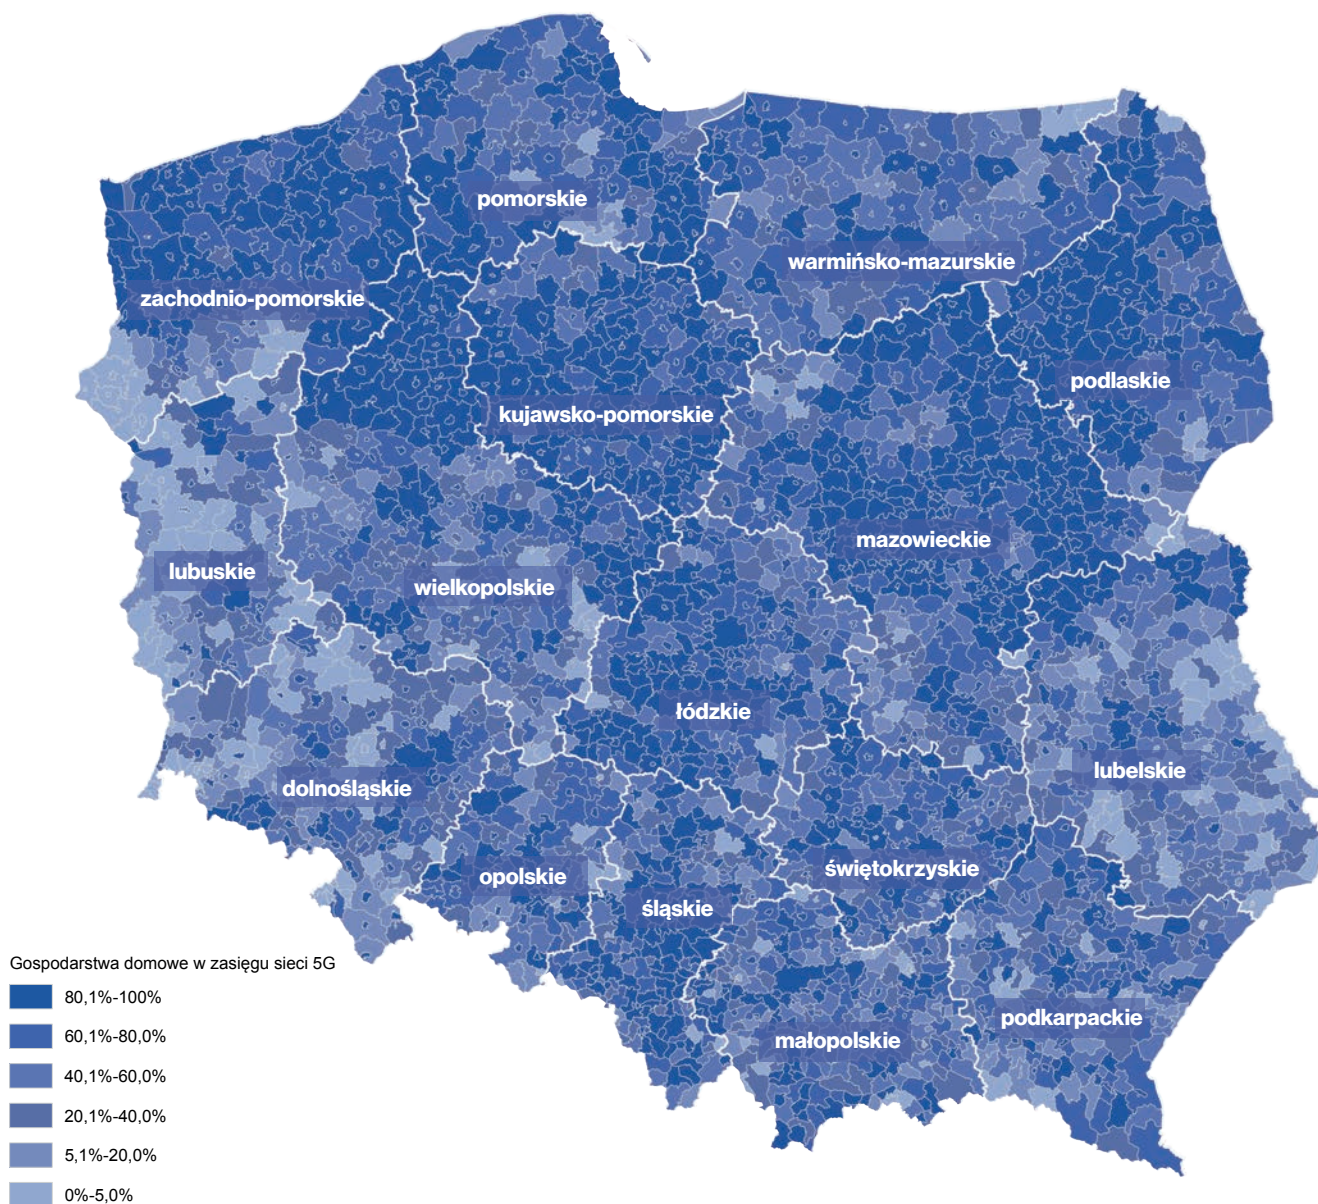 pomorskie
warmińsko-mazurskie
zachodnio-pomorskie
podlaskie
kujawsko-pomorskie
mazowieckie
lubuskie
wielkopolskie
łódzkie
lubelskie
dolnośląskie
świętokrzyskie
opolskie
śląskie
podkarpackie
małopolskie
Gospodarstwa domowe w zasięgu sieci 5G
80,1%-100%
60,1%-80,0%
40,1%-60,0%
20,1%-40,0%
5,1%-20,0%
0%-5,0%